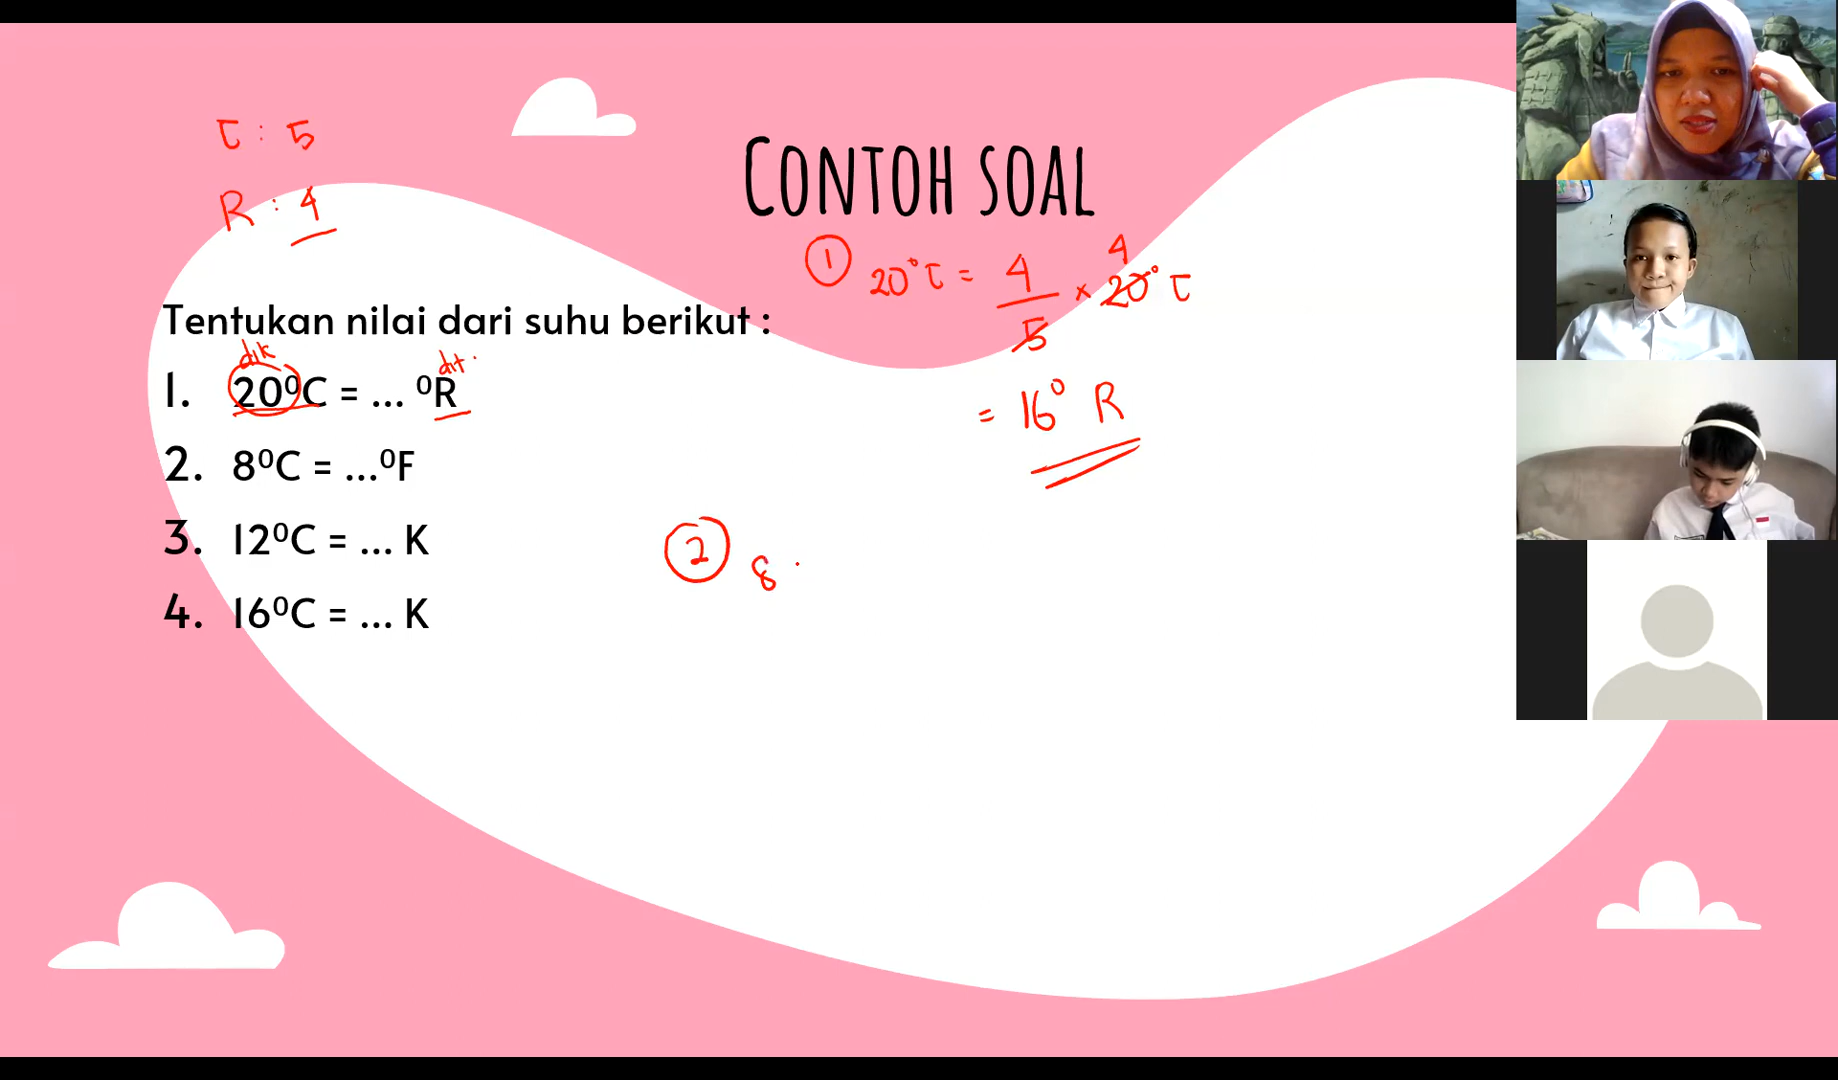 C : 5
R : 4
CONTOH SOAL
① 20°C = 4/5 × 20°C
4
= 16° R
Tentukan nilai dari suhu berikut :
dik dit.
1. 20⁰C = ... ⁰R
2. 8⁰C = ...⁰F
3. 12⁰C = ... K
4. 16⁰C = ... K
② 8